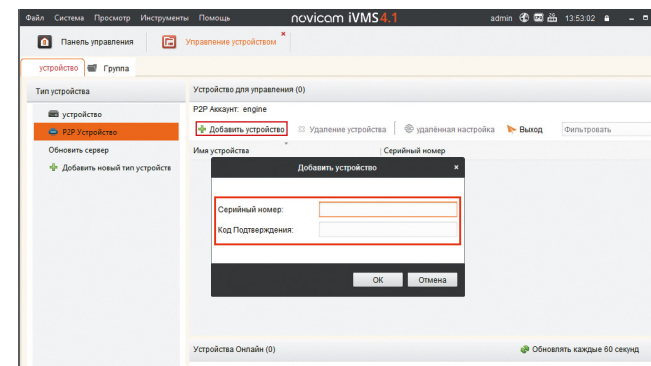 Файл Система Просмотр Инструменты Помощь novicam iVMS4.1 admin 13:53:02
Панель управления Управление устройством
устройство Группа
Тип устройства Устройство для управления (0)
P2P Аккаунт: engine
устройство
P2P Устройство Добавить устройство Удаление устройства удалённая настройка Выход Фильтровать
Обновить сервер Имя устройства Серийный номер
Добавить новый тип устройств
Добавить устройство
Серийный номер:
Код Подтверждения:
OK Отмена
Устройства Онлайн (0) Обновлять каждые 60 секунд